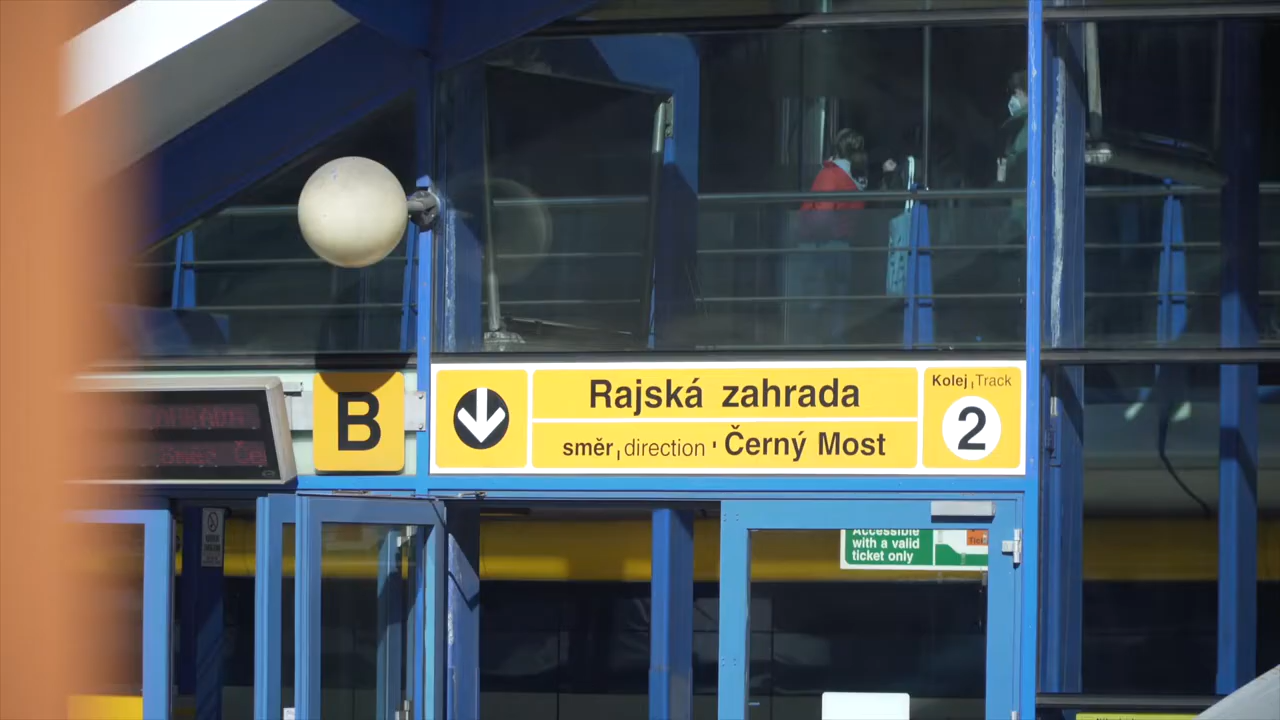 B
Rajská zahrada
směr, direction ' Černý Most
Kolej, Track
2
Accessible
with a valid
ticket only